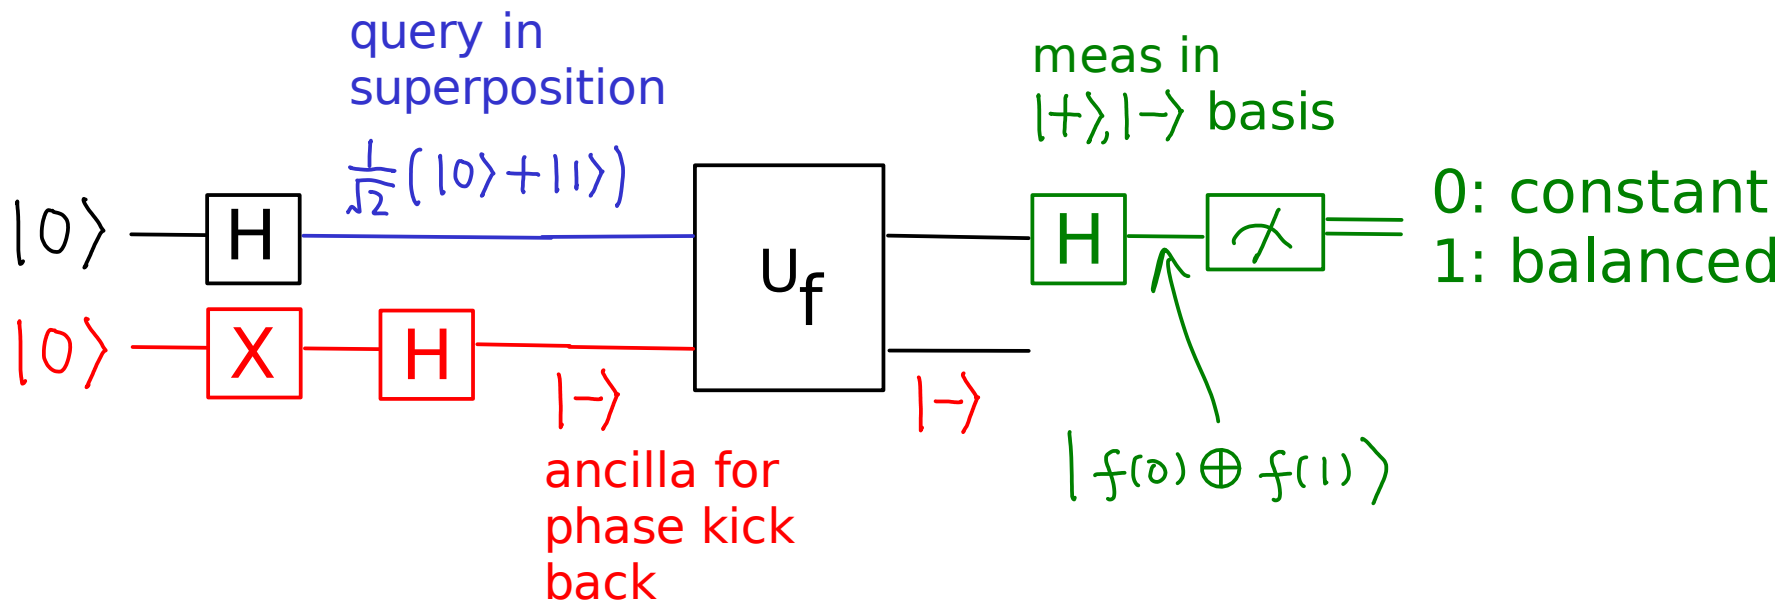 query in
superposition
1/√2 (|0⟩+|1⟩)
meas in
|+⟩,|−⟩ basis
|0⟩ H
U_f
H
0: constant
1: balanced
|0⟩ X H
|−⟩
|−⟩
ancilla for
phase kick
back
|f(0) ⊕ f(1)⟩